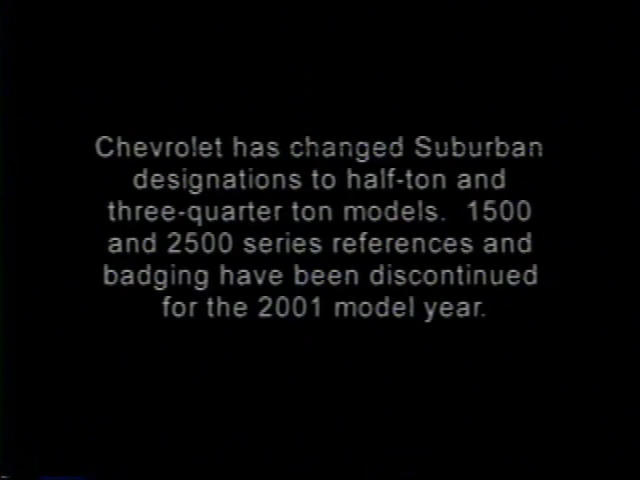 Chevrolet has changed Suburban
designations to half-ton and
three-quarter ton models.  1500
and 2500 series references and
badging have been discontinued
for the 2001 model year.